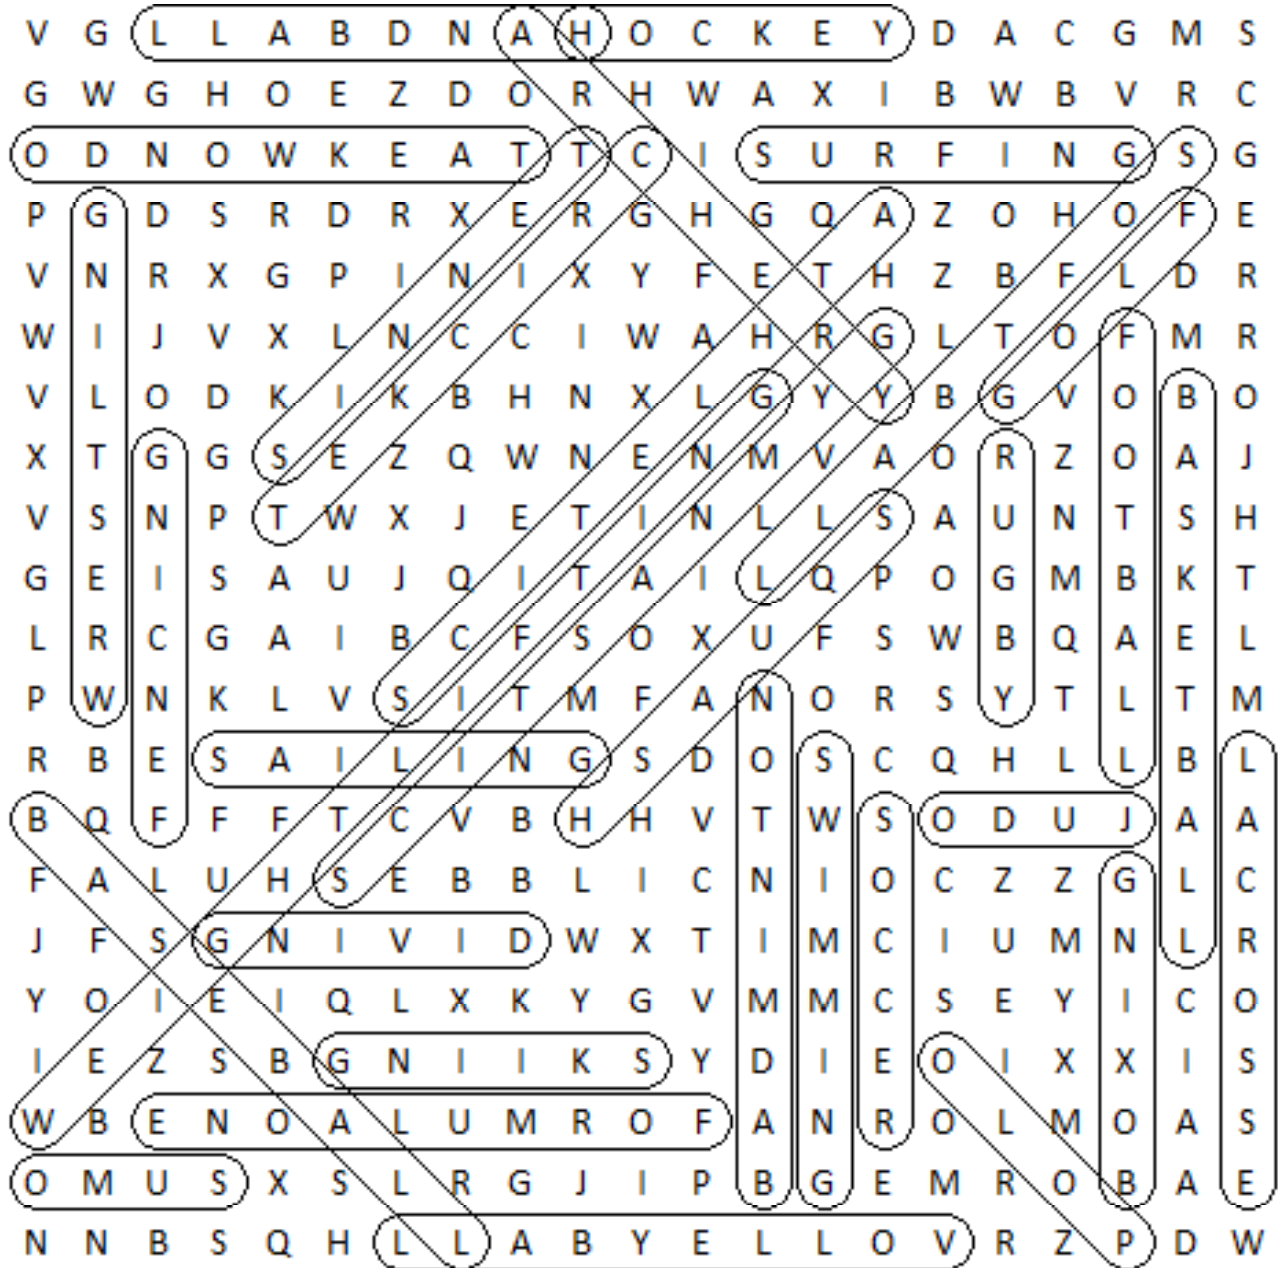 V G L L A B D N A H O C K E Y D A C G M S
G W G H O E Z D O R H W A X I B W B V R C
O D N O W K E A T T C I S U R F I N G S G
P G D S R D R X E R G H G Q A Z O H O F E
V N R X G P I N I X Y F E T H Z B F L D R
W I J V X L N C C I W A H R G L T O F M R
V L O D K I K B H N X L G Y Y B G V O B O
X T G G S E Z Q W N E N M V A O R Z O A J
V S N P T W X J E T I N L L S A U N T S H
G E I S A U J Q I T A I L Q P O G M B K T
L R C G A I B C F S O X U F S W B Q A E L
P W N K L V S I T M F A N O R S Y T L T M
R B E S A I L I N G S D O S C Q H L L B L
B Q F F F T C V B H H V T W S O D U J A A
F A L U H S E B B L I C N I O C Z Z G L C
J F S G N I V I D W X T I M C I U M N L R
Y O I E I Q L X K Y G V M M C S E Y I C O
I E Z S B G N I I K S Y D I E O I X X I S
W B E N O A L U M R O F A N R O L M O A S
O M U S X S L R G J I P B G E M R O B A E
N N B S Q H L L A B Y E L L O V R Z P D W